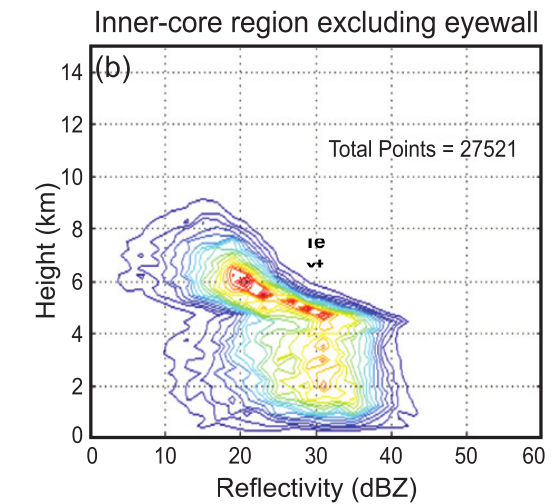 Inner-core region excluding eyewall
(b)
14
12
Total Points = 27521
10
8
6
4
2
0
Height (km)
0 10 20 30 40 50 60
Reflectivity (dBZ)